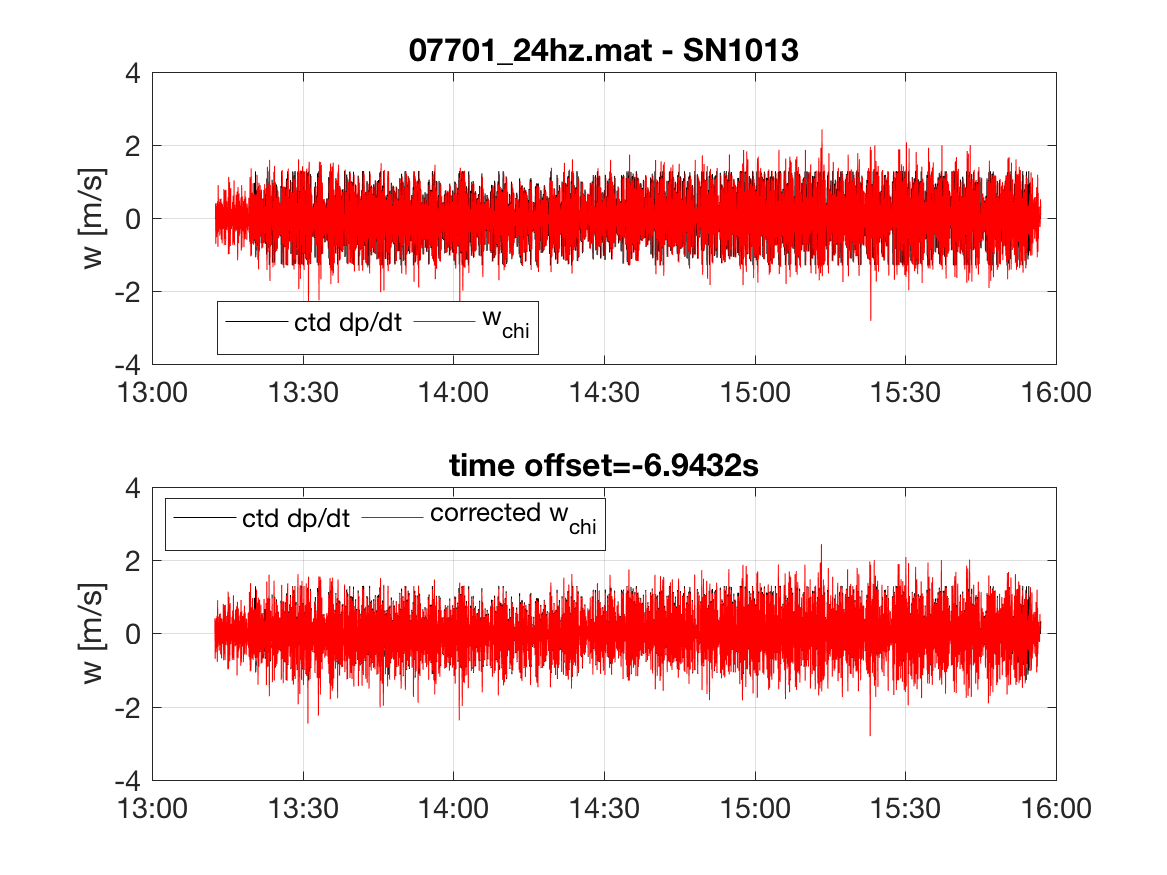 07701_24hz.mat - SN1013
4
2
0
-2
-4
w [m/s]
ctd dp/dt w_chi
13:00 13:30 14:00 14:30 15:00 15:30 16:00
time offset=-6.9432s
4
2
0
-2
-4
w [m/s]
ctd dp/dt corrected w_chi
13:00 13:30 14:00 14:30 15:00 15:30 16:00